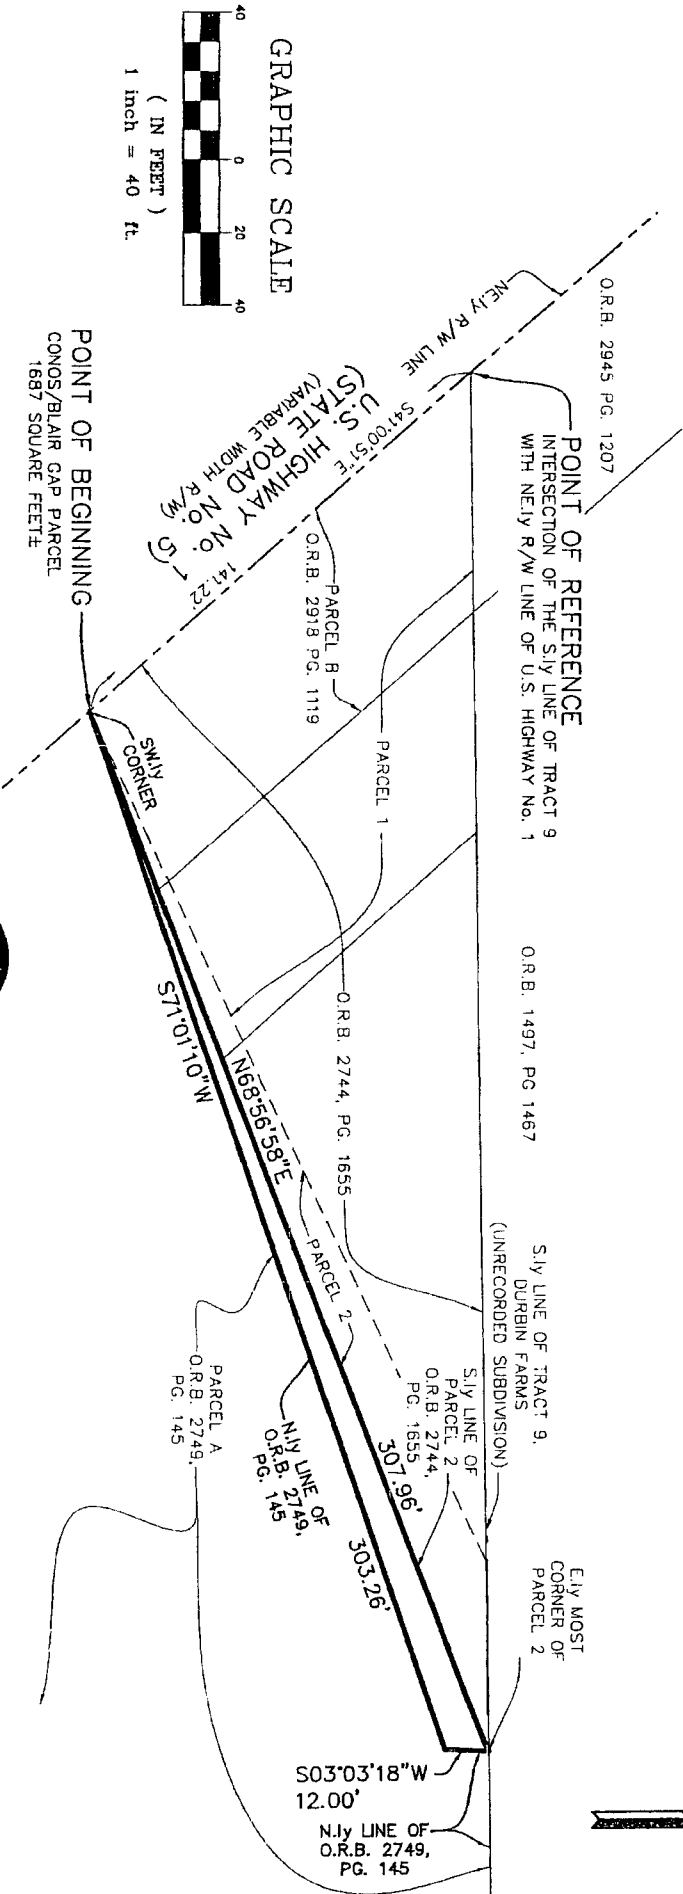 GRAPHIC SCALE
40 0 20 40
( IN FEET )
1 inch = 40 ft.
O.R.B. 2945 PG. 1207
NE.ly R/W LINE
POINT OF REFERENCE
INTERSECTION OF THE S.ly LINE OF TRACT 9
WITH NE.ly R/W LINE OF U.S. HIGHWAY No. 1
S41°00'51"E
141.22'
U.S. HIGHWAY No. 1
(STATE ROAD No. 5)
(VARIABLE WIDTH R/W)
PARCEL B
O.R.B. 2918 PG. 1119
PARCEL 1
POINT OF BEGINNING
CONOS/BLAIR GAP PARCEL
1687 SQUARE FEET±
SW.ly
CORNER
O.R.B. 2744, PG. 1655
O.R.B. 1497, PG 1467
S71°01'10"W
N68°56'58"E
PARCEL 2
S.ly LINE OF TRACT 9,
DURBIN FARMS
(UNRECORDED SUBDIVISION)
S.ly LINE OF
PARCEL 2
O.R.B. 2744,
PG. 1655
307.96'
303.26'
PARCEL A
O.R.B. 2749,
PG. 145
N.ly LINE OF
O.R.B. 2749,
PG. 145
E.ly MOST
CORNER OF
PARCEL 2
S03°03'18"W
12.00'
N.ly LINE OF
O.R.B. 2749,
PG. 145